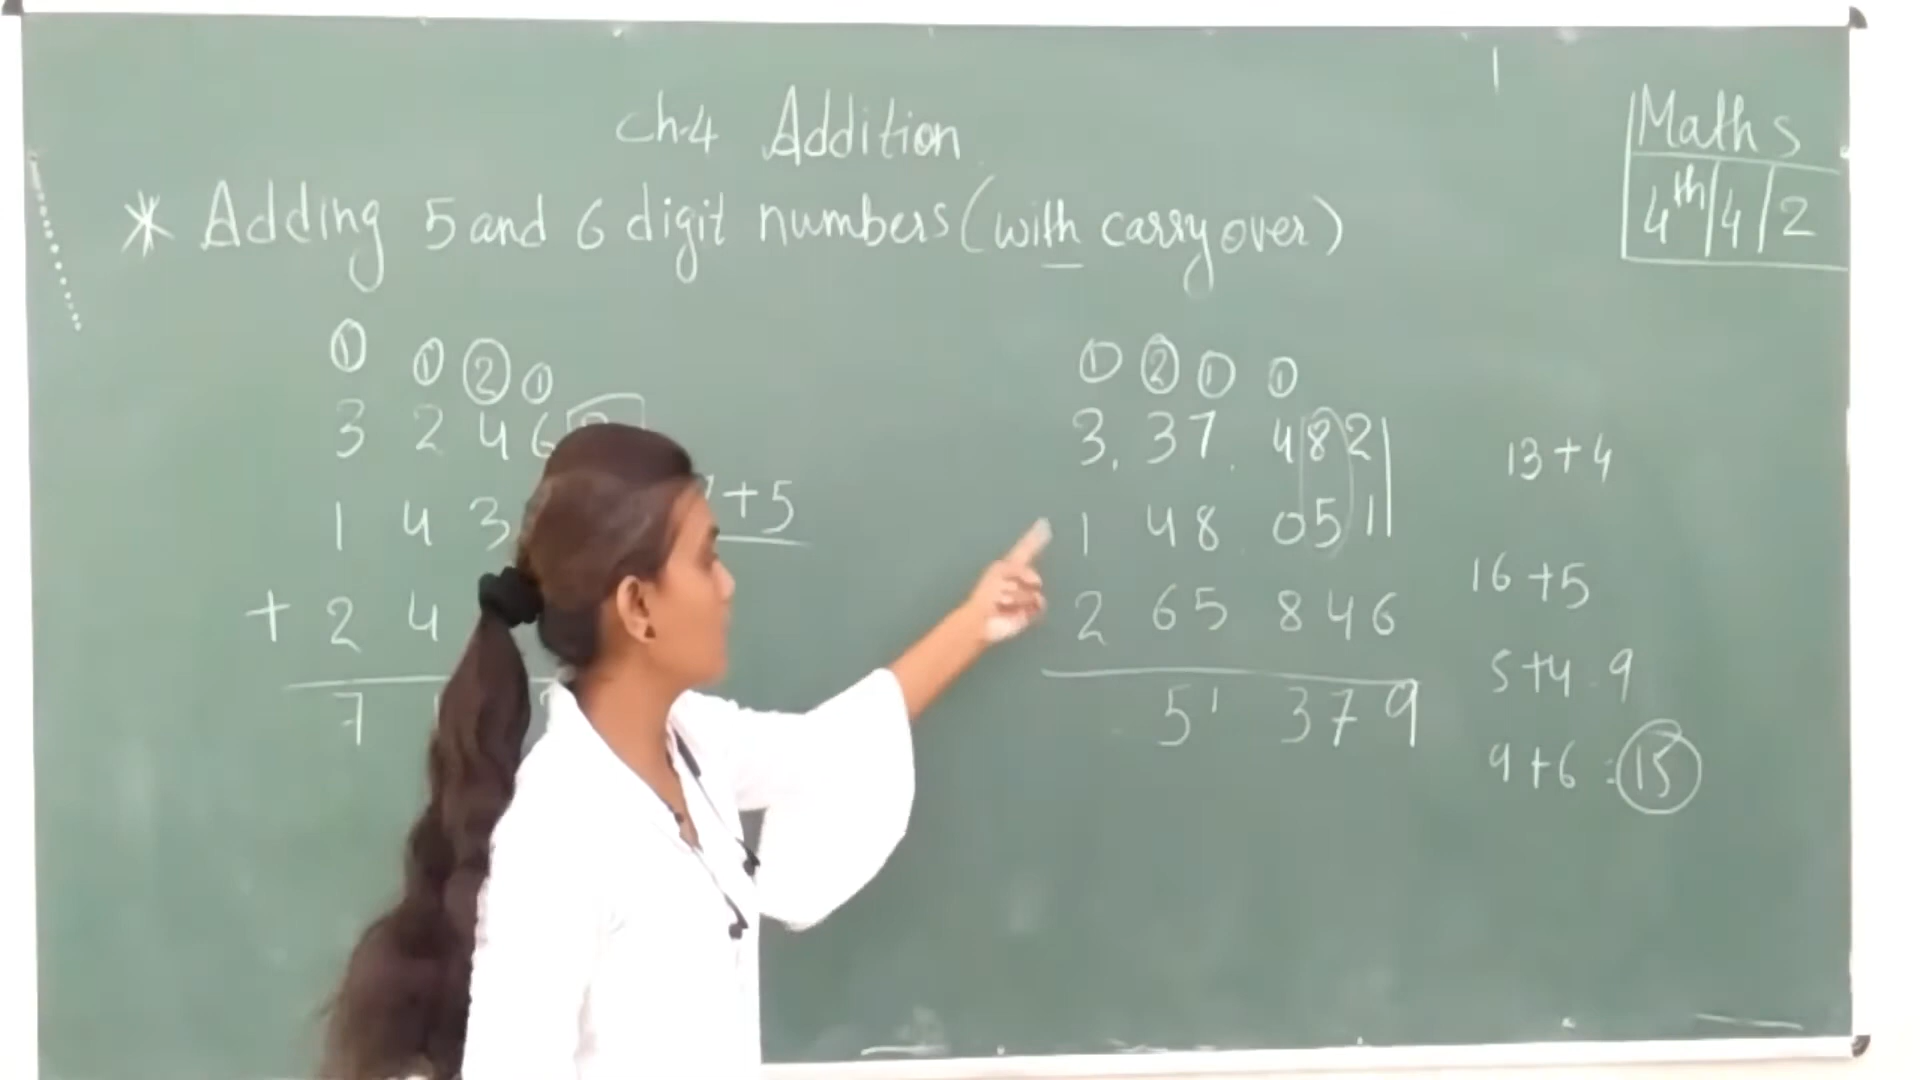 Ch-4 Addition
Maths
4th/4/2
* Adding 5 and 6 digit numbers (with carry over)
1 1 2 1
3 2 4 6
1 4 3
+ 2 4
7
+5
1 2 1 1
3, 37, 482
1 48 051
2 65 846
51 379
13+4
16+5
5+4 9
9+6 = 15